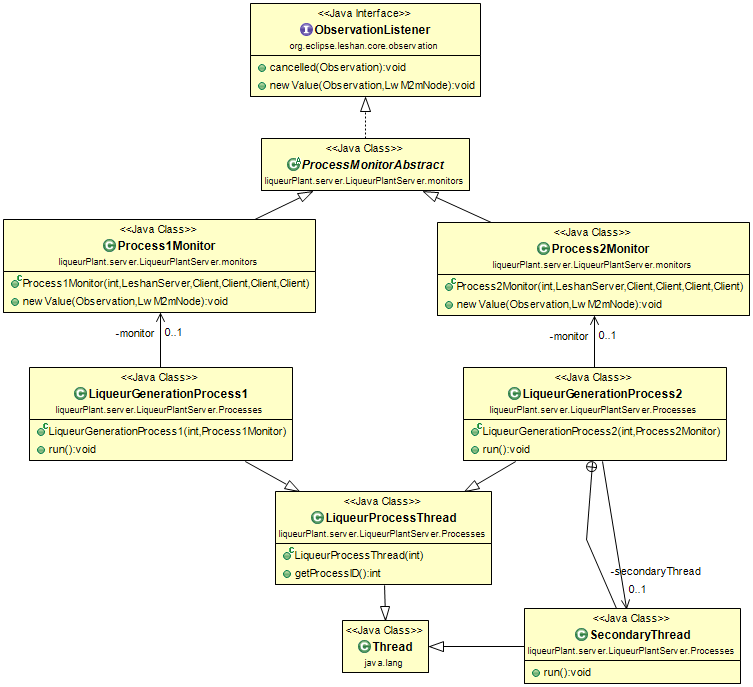 <<Java Interface>>
ObservationListener
org.eclipse.leshan.core.observation
cancelled(Observation):void
newValue(Observation,LwM2mNode):void
<<Java Class>>
ProcessMonitorAbstract
liqueurPlant.server.LiqueurPlantServer.monitors
<<Java Class>>
Process1Monitor
liqueurPlant.server.LiqueurPlantServer.monitors
Process1Monitor(int,LeshanServer,Client,Client,Client,Client)
newValue(Observation,LwM2mNode):void
<<Java Class>>
Process2Monitor
liqueurPlant.server.LiqueurPlantServer.monitors
Process2Monitor(int,LeshanServer,Client,Client,Client,Client)
newValue(Observation,LwM2mNode):void
-monitor 0..1
-monitor 0..1
<<Java Class>>
LiqueurGenerationProcess1
liqueurPlant.server.LiqueurPlantServer.Processes
LiqueurGenerationProcess1(int,Process1Monitor)
run():void
<<Java Class>>
LiqueurGenerationProcess2
liqueurPlant.server.LiqueurPlantServer.Processes
LiqueurGenerationProcess2(int,Process2Monitor)
run():void
<<Java Class>>
LiqueurProcessThread
liqueurPlant.server.LiqueurPlantServer.Processes
LiqueurProcessThread(int)
getProcessID():int
-secondaryThread
0..1
<<Java Class>>
Thread
java.lang
<<Java Class>>
SecondaryThread
liqueurPlant.server.LiqueurPlantServer.Processes
run():void